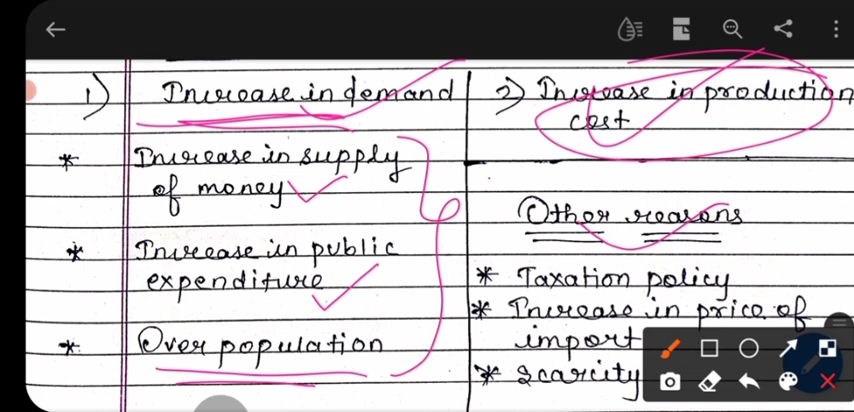 1) Increase in demand
* Increase in supply
of money
* Increase in public
expenditure
* Over population
2) Increase in production
cost
Other reasons
* Taxation policy
* Increase in price of
import
* Scarcity